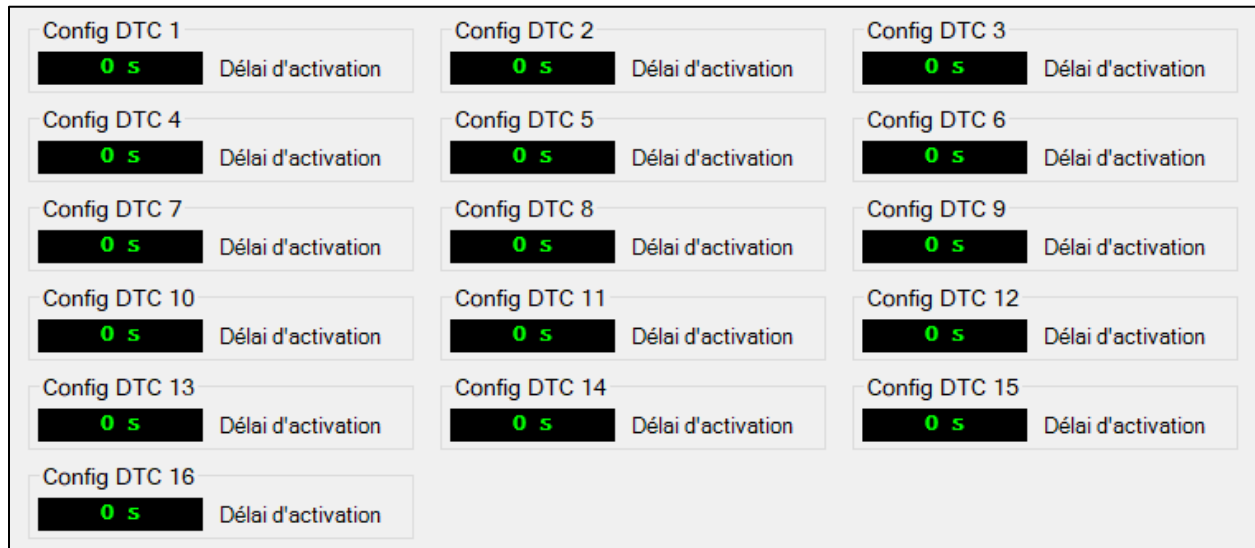 Config DTC 1
0 s Délai d'activation
Config DTC 2
0 s Délai d'activation
Config DTC 3
0 s Délai d'activation
Config DTC 4
0 s Délai d'activation
Config DTC 5
0 s Délai d'activation
Config DTC 6
0 s Délai d'activation
Config DTC 7
0 s Délai d'activation
Config DTC 8
0 s Délai d'activation
Config DTC 9
0 s Délai d'activation
Config DTC 10
0 s Délai d'activation
Config DTC 11
0 s Délai d'activation
Config DTC 12
0 s Délai d'activation
Config DTC 13
0 s Délai d'activation
Config DTC 14
0 s Délai d'activation
Config DTC 15
0 s Délai d'activation
Config DTC 16
0 s Délai d'activation